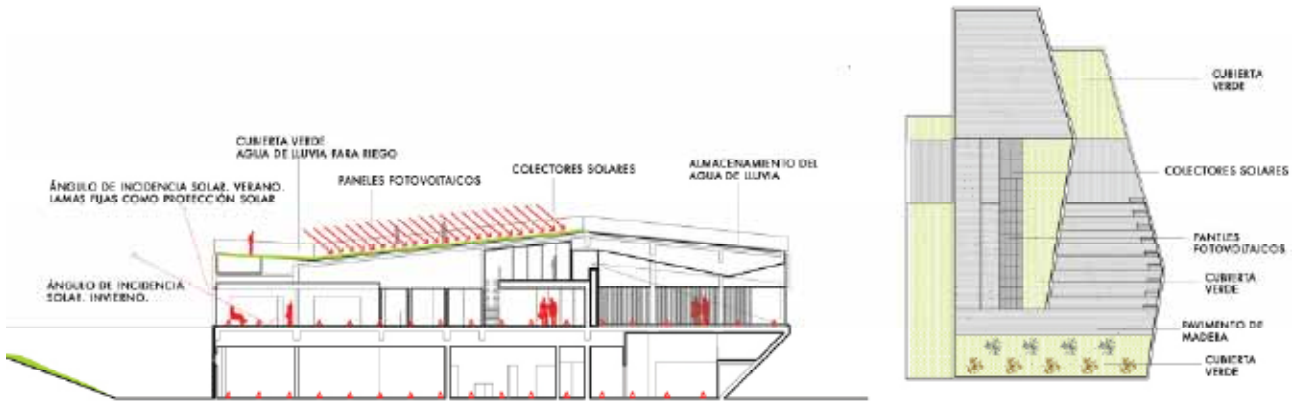 CUBIERTA VERDE
AGUA DE LLUVIA PARA RIEGO
ÁNGULO DE INCIDENCIA SOLAR. VERANO.
LAMAS FIJAS COMO PROTECCIÓN SOLAR
PANELES FOTOVOLTAICOS
COLECTORES SOLARES
ALMACENAMIENTO DEL
AGUA DE LLUVIA
ÁNGULO DE INCIDENCIA
SOLAR. INVIERNO.
CUBIERTA
VERDE
COLECTORES SOLARES
PANELES
FOTOVOLTAICOS
CUBIERTA
VERDE
PAVIMENTO DE
MADERA
CUBIERTA
VERDE